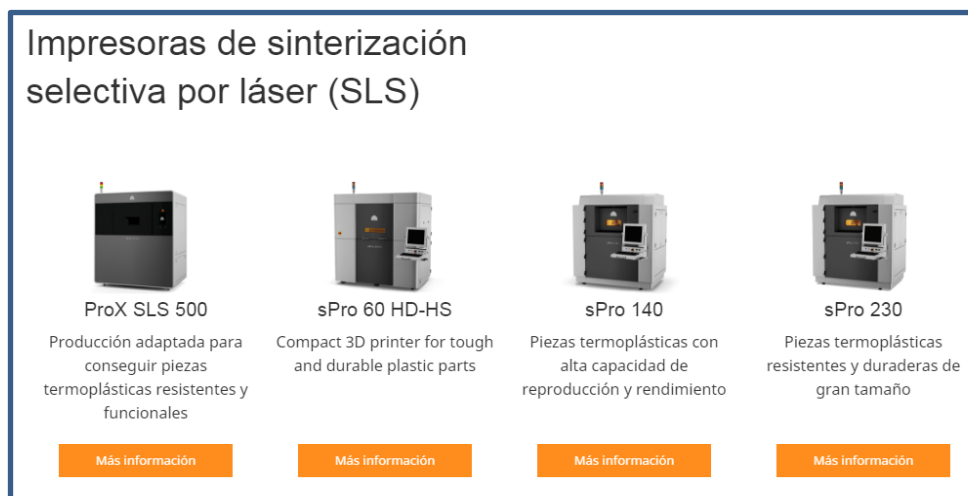 Impresoras de sinterización
selectiva por láser (SLS)
ProX SLS 500
Producción adaptada para
conseguir piezas
termoplásticas resistentes y
funcionales
Más información
sPro 60 HD-HS
Compact 3D printer for tough
and durable plastic parts
Más información
sPro 140
Piezas termoplásticas con
alta capacidad de
reproducción y rendimiento
Más información
sPro 230
Piezas termoplásticas
resistentes y duraderas de
gran tamaño
Más información